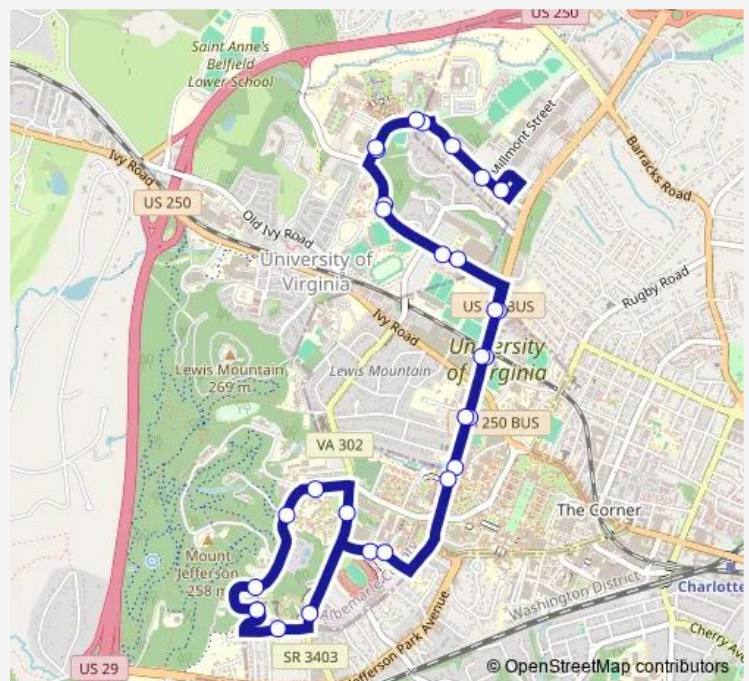 US 250
Saint Anne's
Belfield
Lower School
Millmont Street
Barracks Road
Ivy Road
US 250
Old Ivy Road
University of
Virginia
Rugby Road
US
BUS
Ivy Road
University
of Virginia
Lewis Mountain
269 m
Lewis Mountain
250 BUS
VA 302
The Corner
Mount
Jefferson
258 m
Washington District
Charlotte
Cherry Av
Jefferson Park Avenue
SR 3403
US 29
© OpenStreetMap contributors